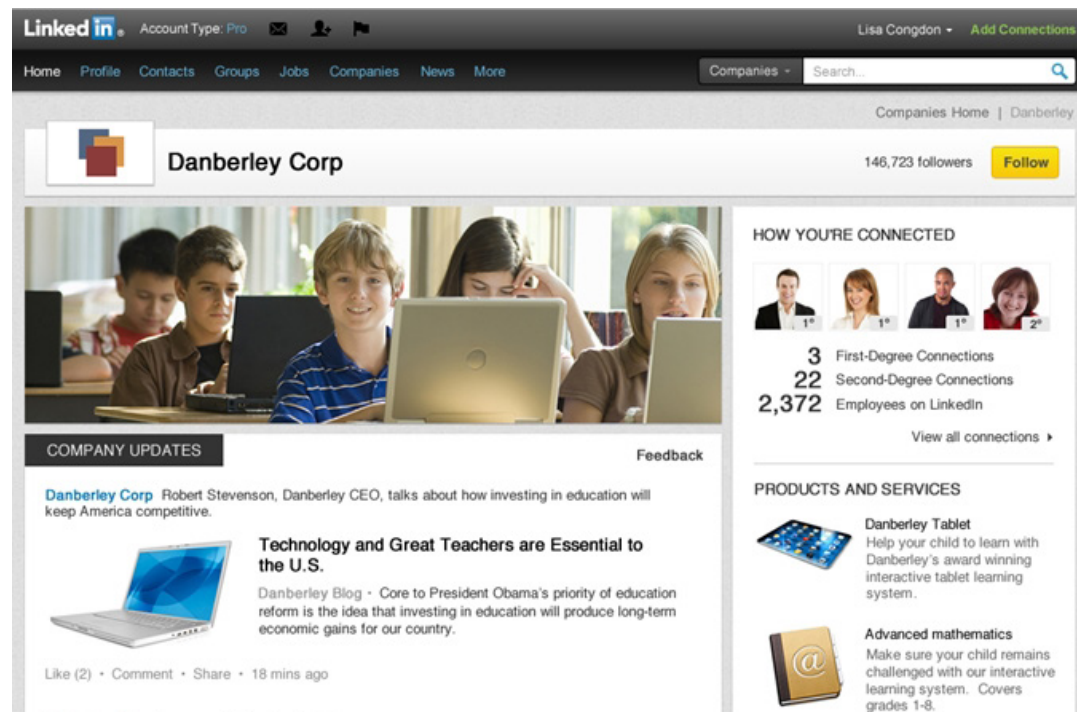 Linked in®
Account Type: Pro
Lisa Congdon
Add Connections
Home Profile Contacts Groups Jobs Companies News More
Companies
Search...
Companies Home | Danberley
Danberley Corp
146,723 followers
Follow
HOW YOU'RE CONNECTED
1°
1°
1°
2°
3 First-Degree Connections
22 Second-Degree Connections
2,372 Employees on LinkedIn
View all connections
COMPANY UPDATES
Feedback
Danberley Corp Robert Stevenson, Danberley CEO, talks about how investing in education will
keep America competitive.
Technology and Great Teachers are Essential to
the U.S.
Danberley Blog • Core to President Obama's priority of education
reform is the idea that investing in education will produce long-term
economic gains for our country.
Like (2) • Comment • Share • 18 mins ago
PRODUCTS AND SERVICES
Danberley Tablet
Help your child to learn with
Danberley's award winning
interactive tablet learning
system.
@
Advanced mathematics
Make sure your child remains
challenged with our interactive
learning system. Covers
grades 1-8.